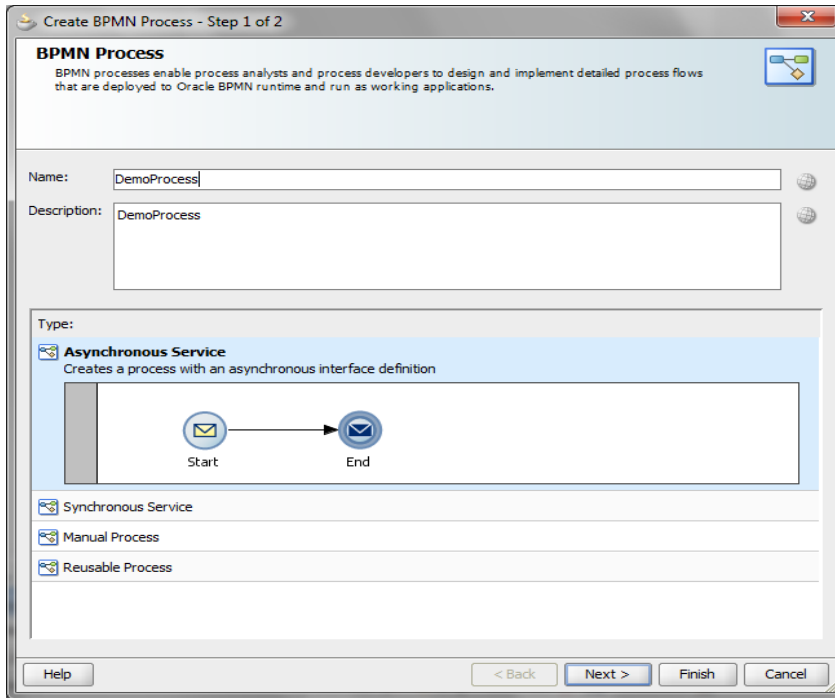 Create BPMN Process - Step 1 of 2
BPMN Process
BPMN processes enable process analysts and process developers to design and implement detailed process flows
that are deployed to Oracle BPMN runtime and run as working applications.
Name:
DemoProcess
Description:
DemoProcess
Type:
Asynchronous Service
Creates a process with an asynchronous interface definition
Start
End
Synchronous Service
Manual Process
Reusable Process
Help
< Back
Next >
Finish
Cancel